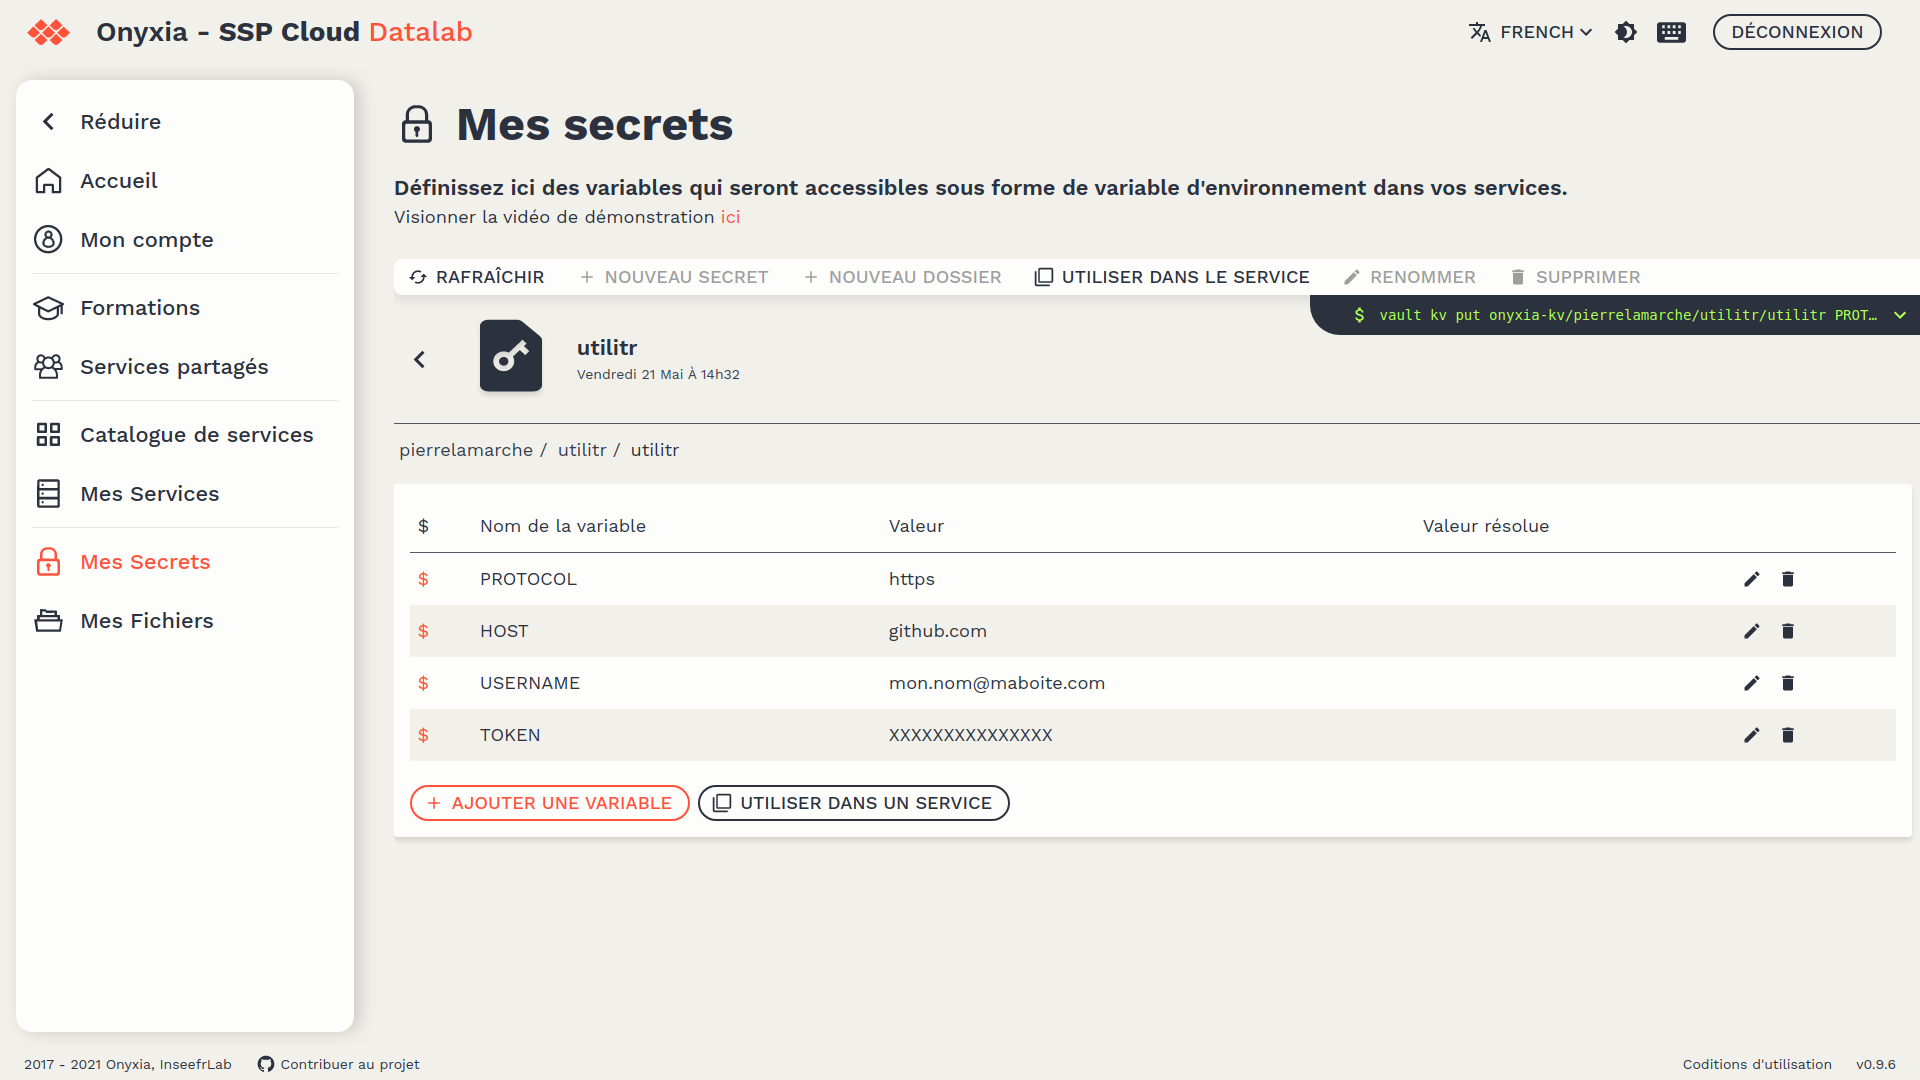 Onyxia - SSP Cloud Datalab
FRENCH
DÉCONNEXION
Réduire
Accueil
Mon compte
Formations
Services partagés
Catalogue de services
Mes Services
Mes Secrets
Mes Fichiers
Mes secrets
Définissez ici des variables qui seront accessibles sous forme de variable d'environnement dans vos services.
Visionner la vidéo de démonstration ici
RAFRAÎCHIR + NOUVEAU SECRET + NOUVEAU DOSSIER UTILISER DANS LE SERVICE RENOMMER SUPPRIMER
$ vault kv put onyxia-kv/pierrelamarche/utilitr/utilitr PROT…
utilitr
Vendredi 21 Mai À 14h32
pierrelamarche / utilitr / utilitr
$ Nom de la variable Valeur Valeur résolue
$ PROTOCOL https
$ HOST github.com
$ USERNAME mon.nom@maboite.com
$ TOKEN XXXXXXXXXXXXXXX
+ AJOUTER UNE VARIABLE UTILISER DANS UN SERVICE
2017 - 2021 Onyxia, InseefrLab Contribuer au projet Coditions d'utilisation v0.9.6